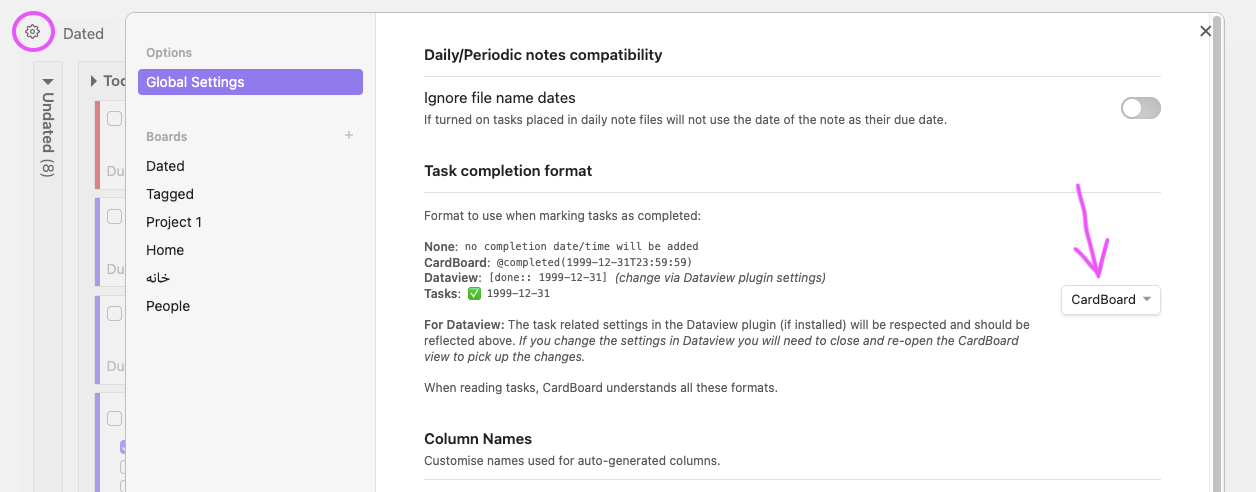 Dated
Undated (8)
Options
Global Settings
Boards
+
Dated
Tagged
Project 1
Home
خانه
People
Daily/Periodic notes compatibility
Ignore file name dates
If turned on tasks placed in daily note files will not use the date of the note as their due date.
Task completion format
Format to use when marking tasks as completed:
None: no completion date/time will be added
CardBoard: @completed(1999-12-31T23:59:59)
Dataview: [done:: 1999-12-31] (change via Dataview plugin settings)
Tasks: ✅ 1999-12-31
CardBoard
For Dataview: The task related settings in the Dataview plugin (if installed) will be respected and should be
reflected above. If you change the settings in Dataview you will need to close and re-open the CardBoard
view to pick up the changes.
When reading tasks, CardBoard understands all these formats.
Column Names
Customise names used for auto-generated columns.